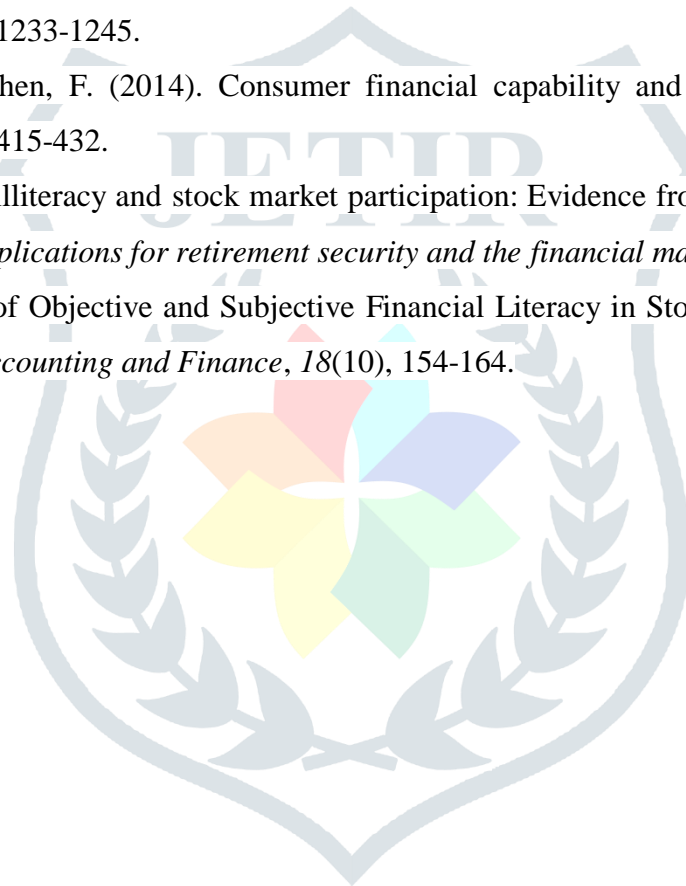 1233-1245.
hen, F. (2014). Consumer financial capability and
415-432.
JETIR
illiteracy and stock market participation: Evidence fro
plications for retirement security and the financial ma
of Objective and Subjective Financial Literacy in Sto
ccounting and Finance, 18(10), 154-164.